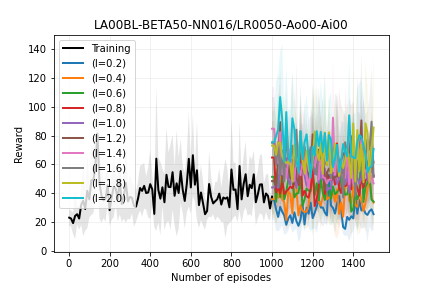 LA00BL-BETA50-NN016/LR0050-Ao00-Ai00
Reward
140
120
100
80
60
40
20
0
Training
(l=0.2)
(l=0.4)
(l=0.6)
(l=0.8)
(l=1.0)
(l=1.2)
(l=1.4)
(l=1.6)
(l=1.8)
(l=2.0)
0 200 400 600 800 1000 1200 1400
Number of episodes